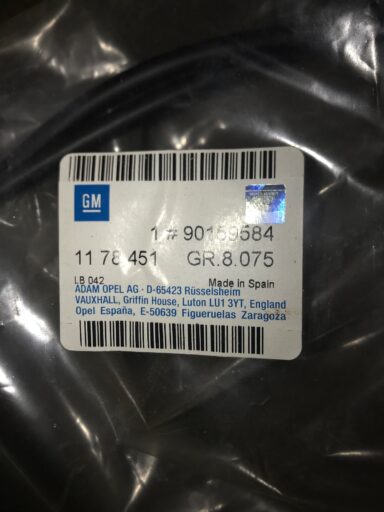 GM
1 # 90169584
11 78 451 GR.8.075
LB 042 Made in Spain
ADAM OPEL AG - D-65423 Rüsselsheim
VAUXHALL, Griffin House, Luton LU1 3YT, England
Opel España, E-50639 Figueruelas Zaragoza